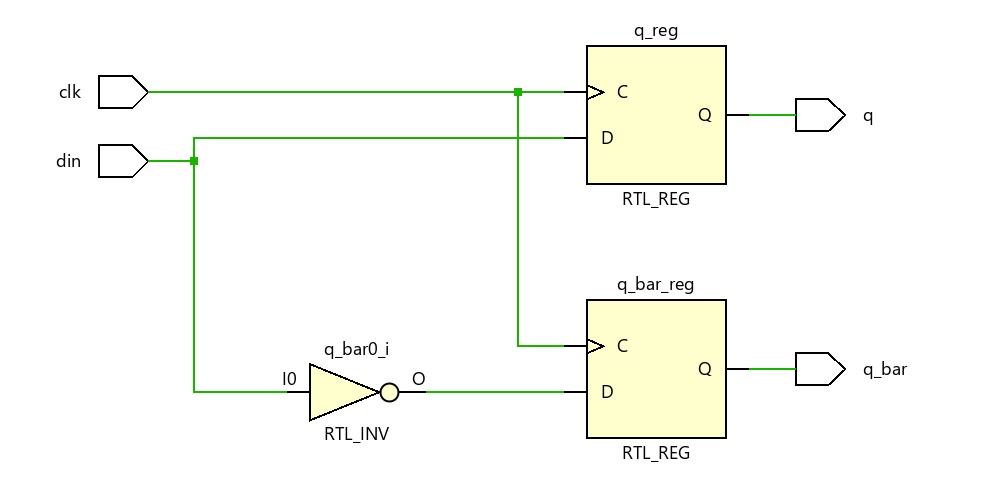 q_reg
clk
C
Q
q
D
din
RTL_REG
q_bar_reg
q_bar0_i
C
Q
q_bar
I0
O
D
RTL_INV
RTL_REG